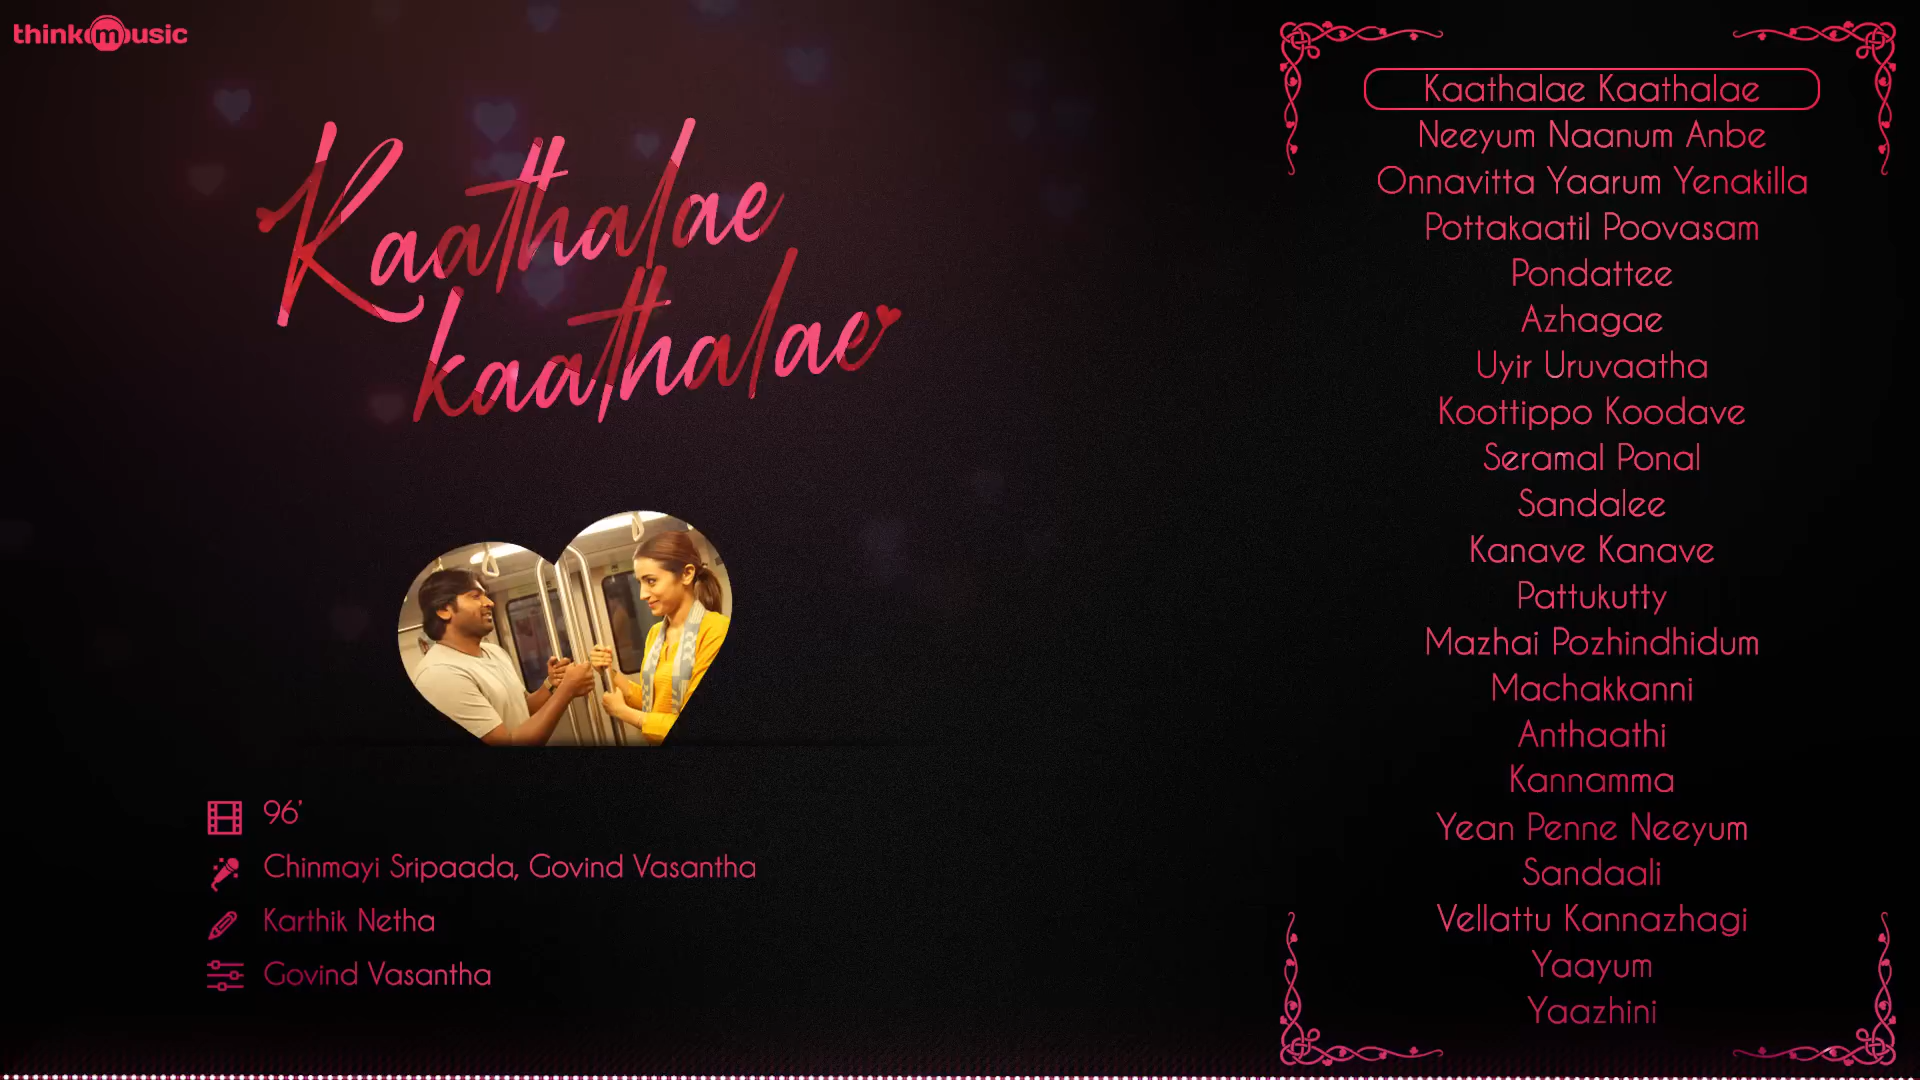 thinkmusic
Kaathalae
kaathalae
96'
Chinmayi Sripaada, Govind Vasantha
Karthik Netha
Govind Vasantha
Kaathalae Kaathalae
Neeyum Naanum Anbe
Onnavitta Yaarum Yenakilla
Pottakaatil Poovasam
Pondattee
Azhagae
Uyir Uruvaatha
Koottippo Koodave
Seramal Ponal
Sandalee
Kanave Kanave
Pattukutty
Mazhai Pozhindhidum
Machakkanni
Anthaathi
Kannamma
Yean Penne Neeyum
Sandaali
Vellattu Kannazhagi
Yaayum
Yaazhini